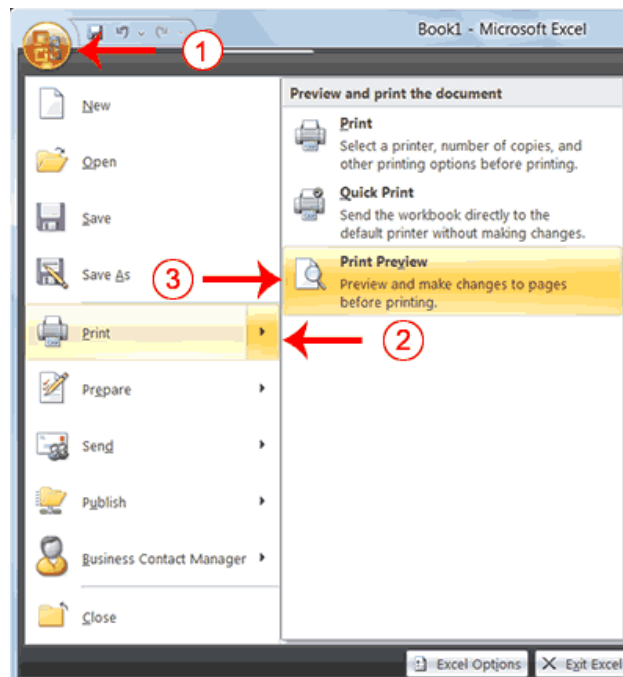 Book1 - Microsoft Excel
1
New
Open
Save
Save As
Print
Prepare
Send
Publish
Business Contact Manager
Close
Preview and print the document
Print
Select a printer, number of copies, and
other printing options before printing.
Quick Print
Send the workbook directly to the
default printer without making changes.
3
Print Preview
Preview and make changes to pages
before printing.
2
Excel Options
Exit Excel